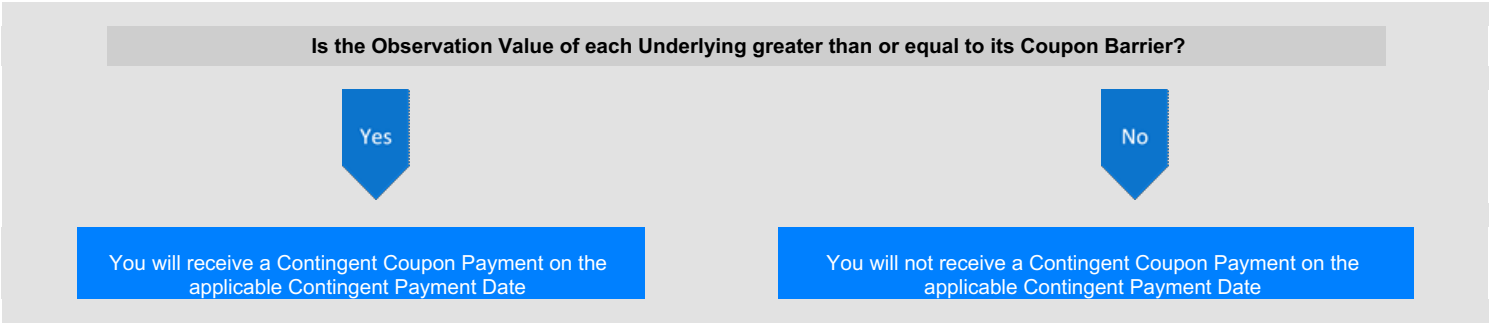 Is the Observation Value of each Underlying greater than or equal to its Coupon Barrier?
Yes
No
You will receive a Contingent Coupon Payment on the
applicable Contingent Payment Date
You will not receive a Contingent Coupon Payment on the
applicable Contingent Payment Date